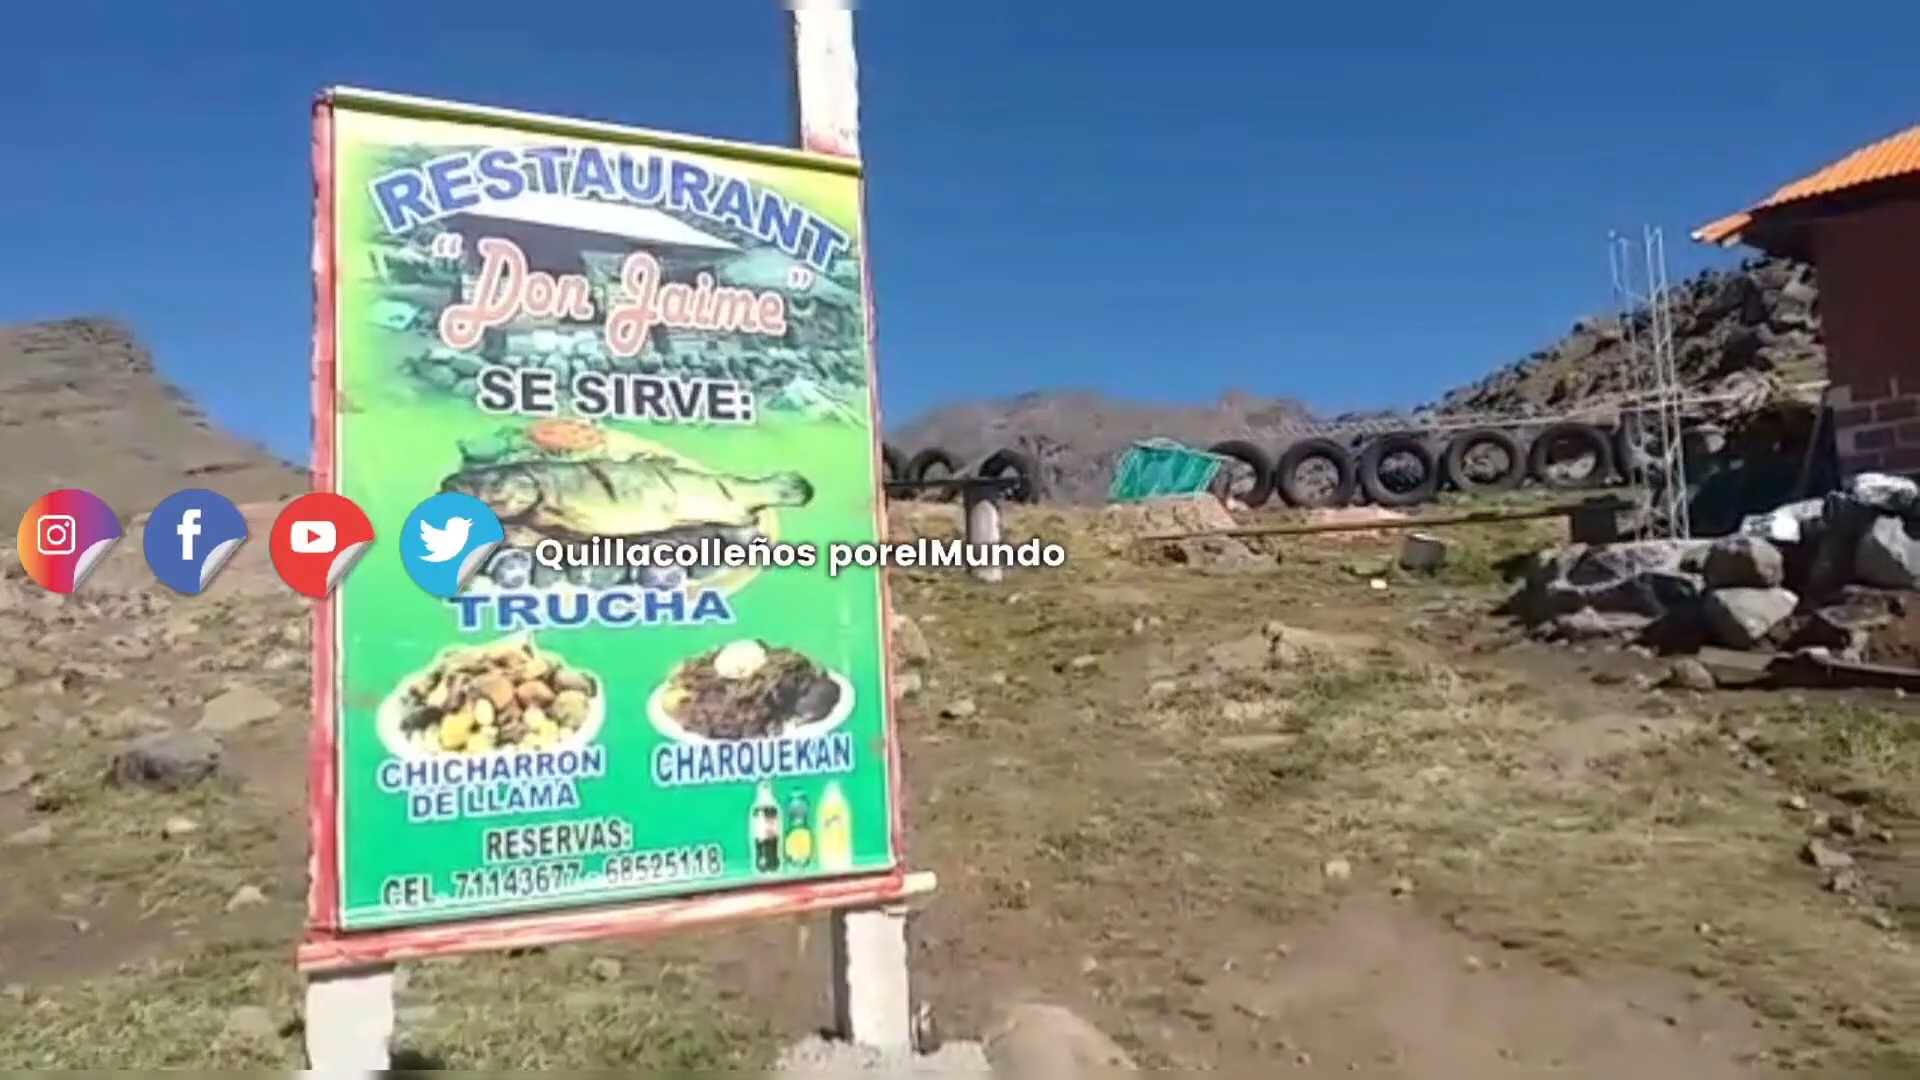 RESTAURANT
"Don Jaime"
SE SIRVE:
Quillacolleños porelMundo
TRUCHA
CHICHARRON
DE LLAMA
CHARQUEKAN
RESERVAS:
CEL. 71143677 - 68525118